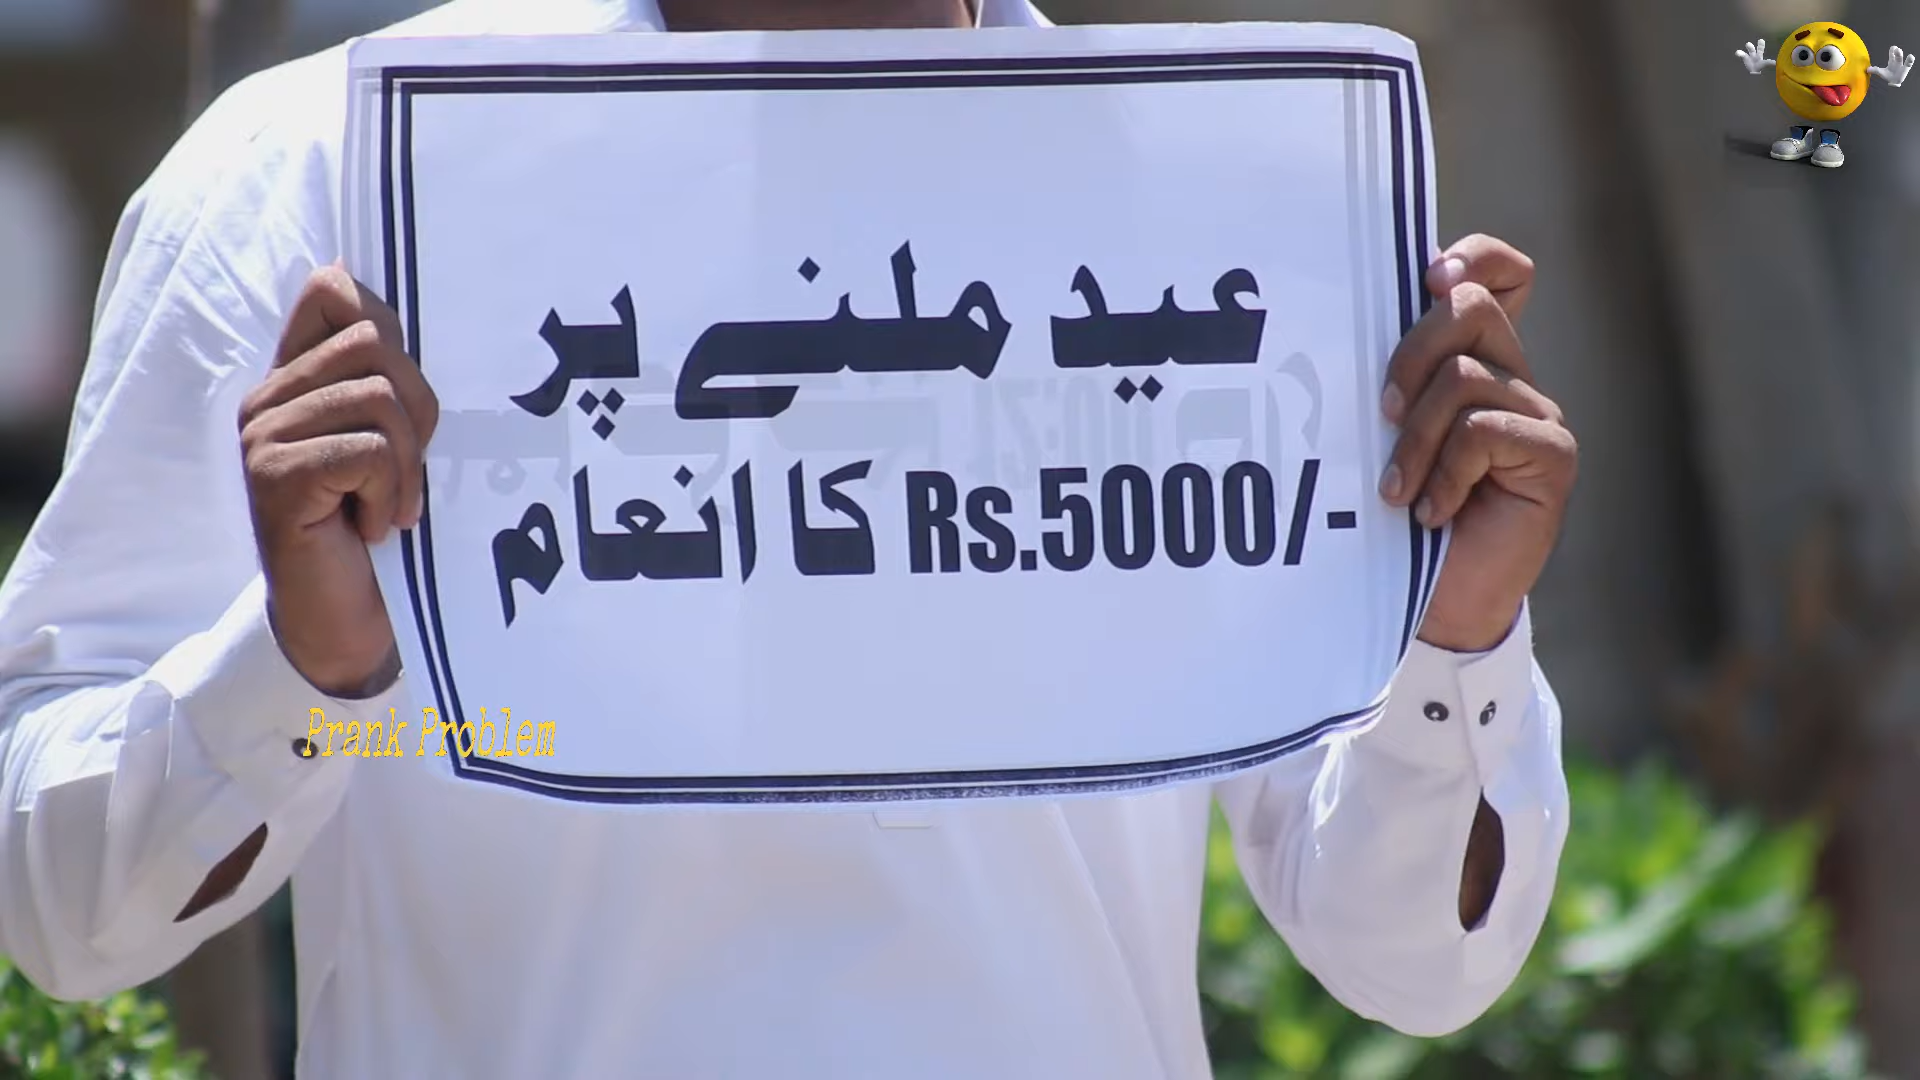 عید ملنے پر
Rs.5000/- کا انعام
Prank Problem